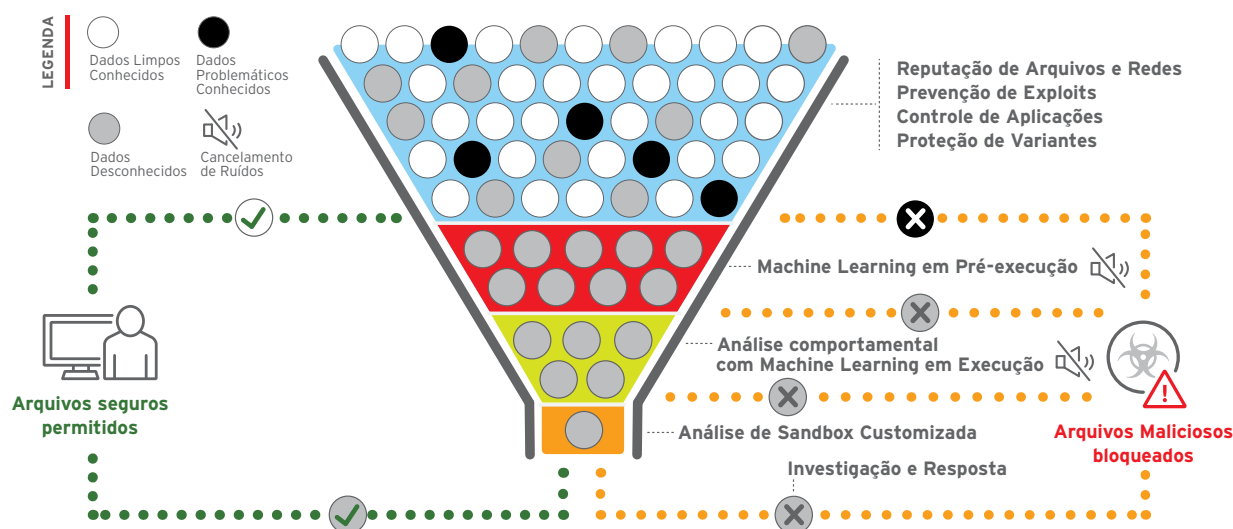 LEGENDA
Dados Limpos
Conhecidos
Dados
Problemáticos
Conhecidos
Dados
Desconhecidos
Cancelamento
de Ruídos
Reputação de Arquivos e Redes
Prevenção de Exploits
Controle de Aplicações
Proteção de Variantes
Machine Learning em Pré-execução
Análise comportamental
com Machine Learning em Execução
Análise de Sandbox Customizada
Investigação e Resposta
Arquivos seguros
permitidos
Arquivos Maliciosos
bloqueados